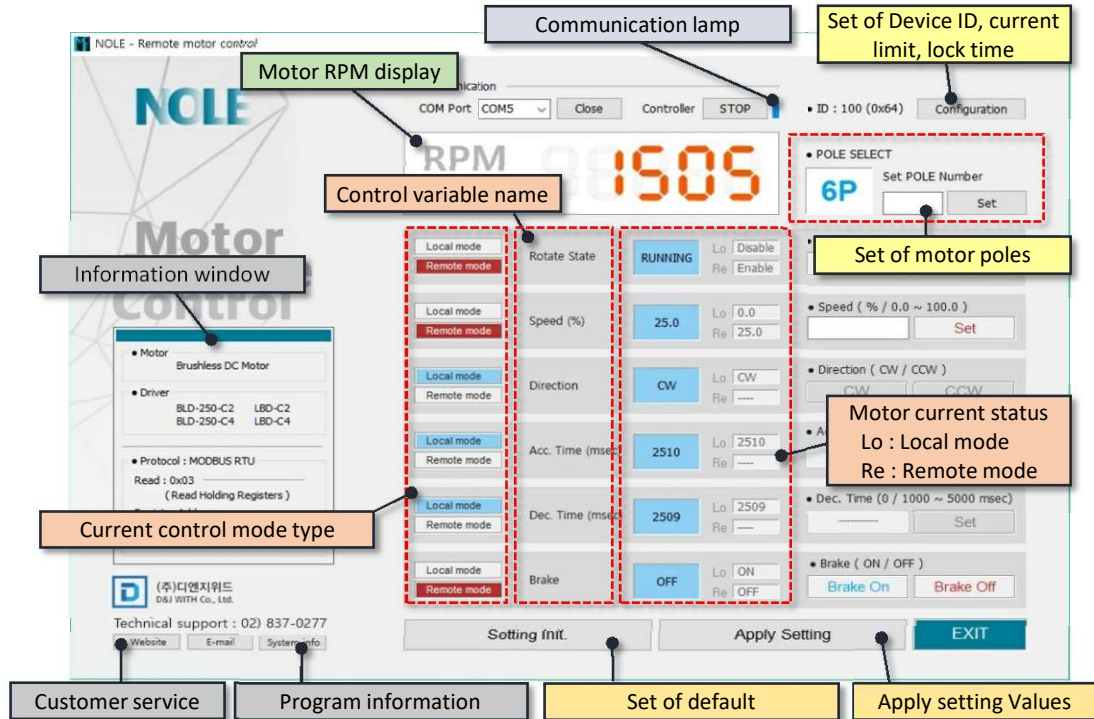 Communication lamp
Set of Device ID, current
limit, lock time
NOLE - Remote motor control
Motor RPM display
NOLE
COM Port COM5 Close Controller STOP
• ID : 100 (0x64) Configuration
RPM 1505
• POLE SELECT
6P
Set POLE Number
Set
Control variable name
Set of motor poles
Motor
Control
Information window
Local mode
Remote mode
Rotate State
RUNNING
Lo Disable
Re Enable
Local mode
Remote mode
Speed (%)
25.0
Lo 0.0
Re 25.0
• Speed ( % / 0.0 ~ 100.0 )
Set
• Motor
Brushless DC Motor
• Driver
BLD-250-C2 LBD-C2
BLD-250-C4 LBD-C4
Local mode
Remote mode
Direction
CW
Lo CW
Re ----
• Direction ( CW / CCW )
CW CCW
Motor current status
Lo : Local mode
Re : Remote mode
Local mode
Remote mode
Acc. Time (msec)
2510
Lo 2510
Re ----
• Protocol : MODBUS RTU
Read : 0x03
( Read Holding Registers )
Current control mode type
Local mode
Remote mode
Dec. Time (msec)
2509
Lo 2509
Re ----
• Dec. Time (0 / 1000 ~ 5000 msec)
---------- Set
Local mode
Remote mode
Brake
OFF
Lo ON
Re OFF
• Brake ( ON / OFF )
Brake On Brake Off
(주)디엔지위드
D&J WITH Co., Ltd.
Technical support : 02) 837-0277
Website E-mail System info
Setting Init. Apply Setting EXIT
Customer service
Program information
Set of default
Apply setting Values